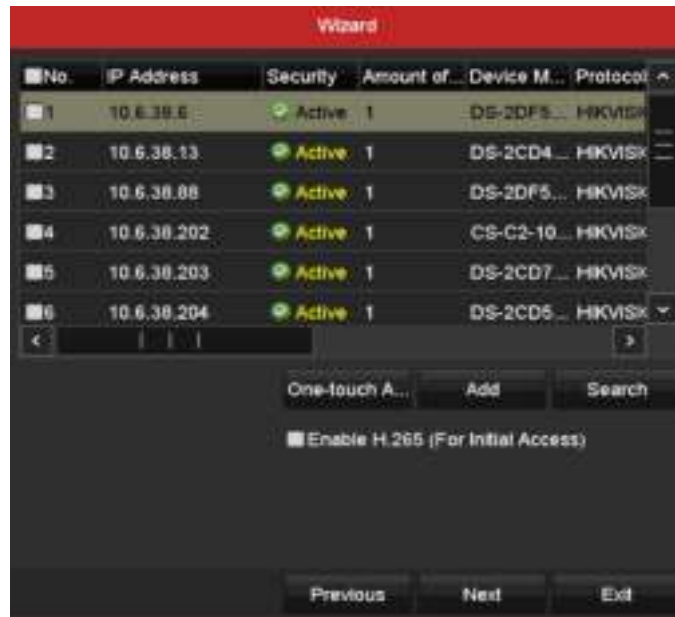 Wizard
No. IP Address Security Amount of... Device M... Protocol
1 10.6.38.6 Active 1 DS-2DF5... HIKVISI
2 10.6.38.13 Active 1 DS-2CD4... HIKVISI
3 10.6.38.88 Active 1 DS-2DF5... HIKVISI
4 10.6.38.202 Active 1 CS-C2-10... HIKVISI
5 10.6.38.203 Active 1 DS-2CD7... HIKVISI
6 10.6.38.204 Active 1 DS-2CD5... HIKVISI
One-touch A... Add Search
Enable H.265 (For Initial Access)
Previous Next Exit